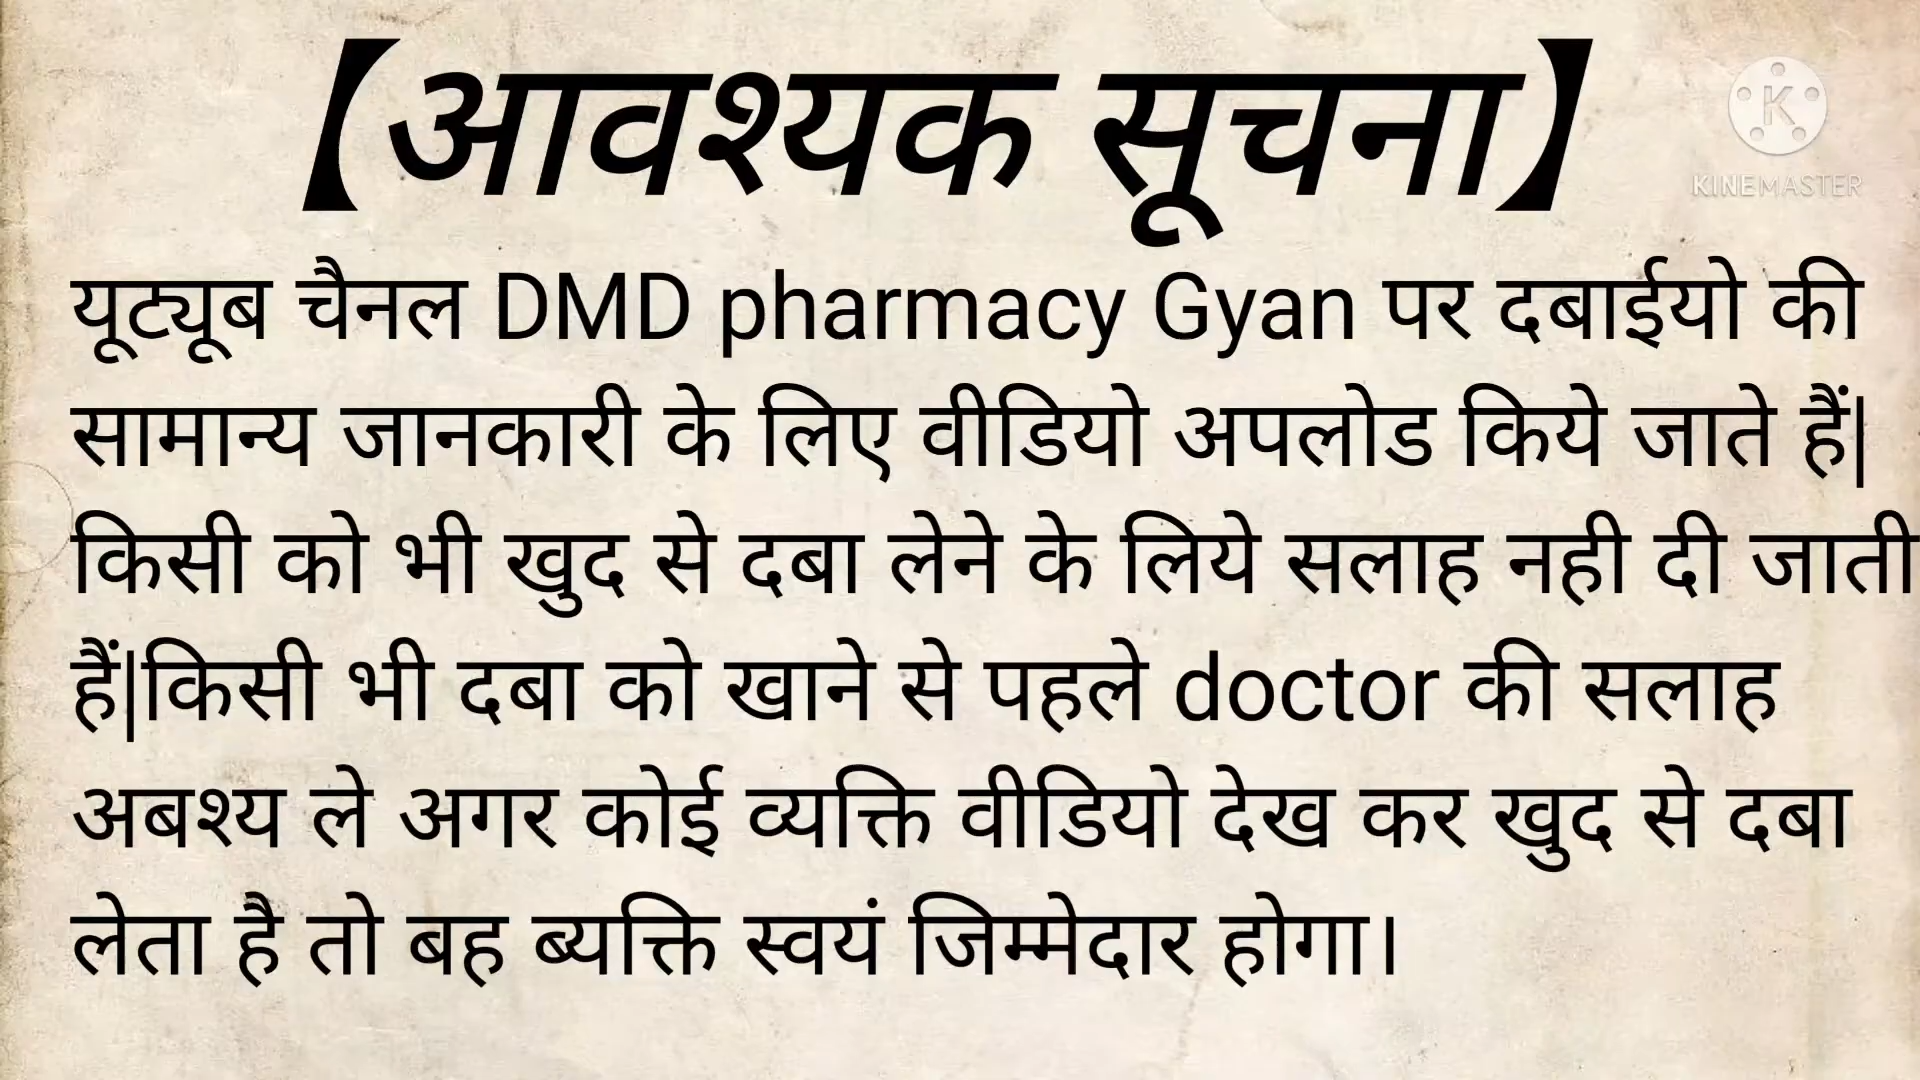 【आवश्यक सूचना】
KINEMASTER
यूट्यूब चैनल DMD pharmacy Gyan पर दबाईयो की
सामान्य जानकारी के लिए वीडियो अपलोड किये जाते हैं|
किसी को भी खुद से दबा लेने के लिये सलाह नही दी जाती
हैं|किसी भी दबा को खाने से पहले doctor की सलाह
अबश्य ले अगर कोई व्यक्ति वीडियो देख कर खुद से दबा
लेता है तो बह ब्यक्ति स्वयं जिम्मेदार होगा।